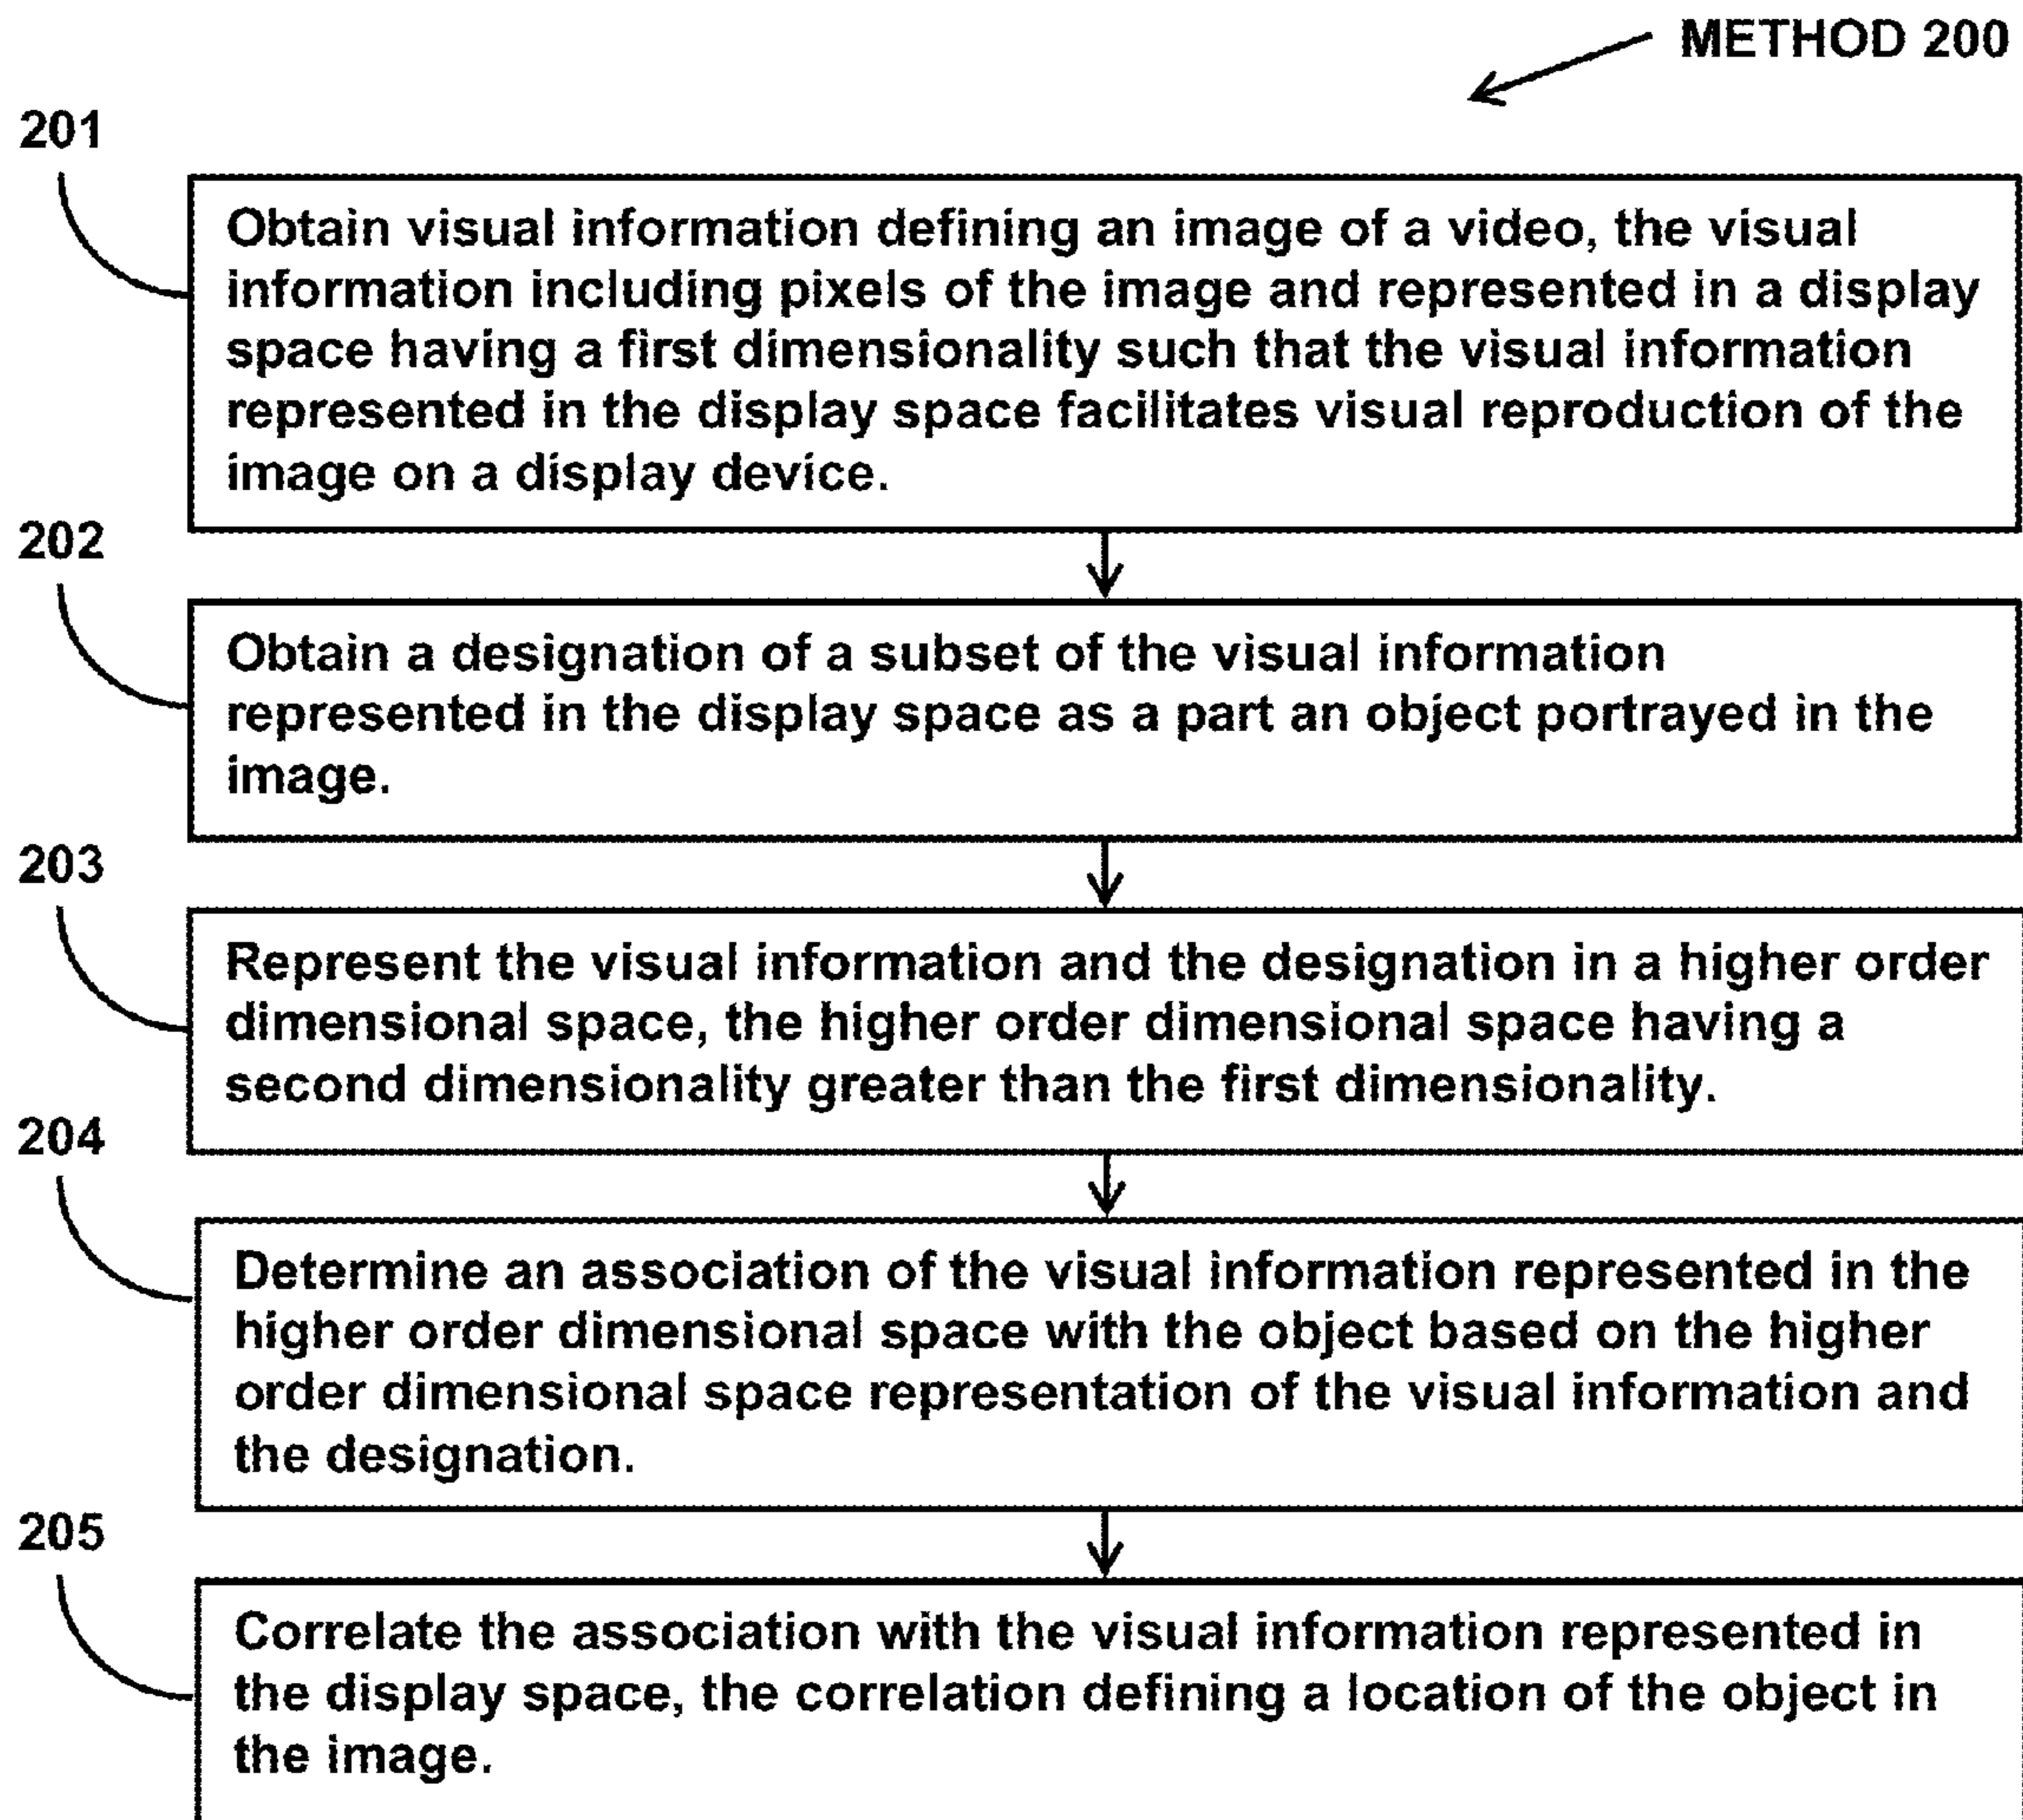 METHOD 200
201
Obtain visual information defining an image of a video, the visual
information including pixels of the image and represented in a display
space having a first dimensionality such that the visual information
represented in the display space facilitates visual reproduction of the
image on a display device.
202
Obtain a designation of a subset of the visual information
represented in the display space as a part an object portrayed in the
image.
203
Represent the visual information and the designation in a higher order
dimensional space, the higher order dimensional space having a
second dimensionality greater than the first dimensionality.
204
Determine an association of the visual information represented in the
higher order dimensional space with the object based on the higher
order dimensional space representation of the visual information and
the designation.
205
Correlate the association with the visual information represented in
the display space, the correlation defining a location of the object in
the image.